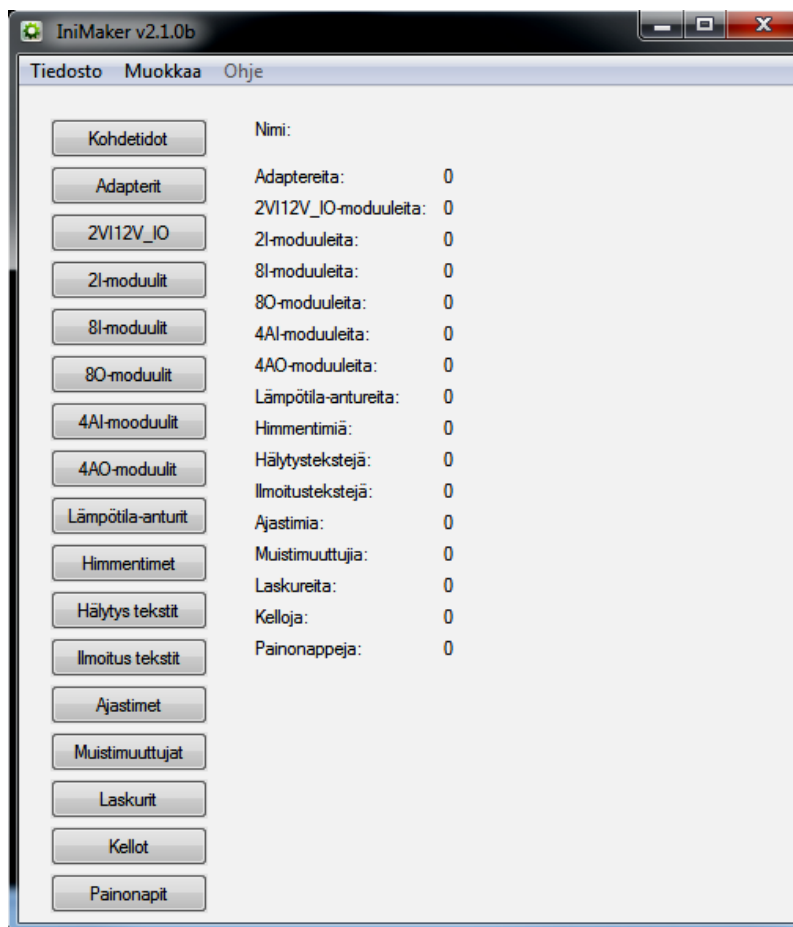 IniMaker v2.1.0b
Tiedosto Muokkaa Ohje
Kohdetidot
Nimi:
Adapterit
Adaptereita: 0
2VI12V_IO-moduuleita: 0
2VI12V_IO
2I-moduuleita: 0
2I-moduulit
8I-moduuleita: 0
8I-moduulit
8O-moduuleita: 0
8O-moduulit
4AI-moduuleita: 0
4AO-moduuleita: 0
4AI-mooduulit
Lämpötila-antureita: 0
4AO-moduulit
Himmentimiä: 0
Hälytystekstejä: 0
Lämpötila-anturit
Ilmoitustekstejä: 0
Ajastimia: 0
Himmentimet
Muistimuuttujia: 0
Laskureita: 0
Hälytys tekstit
Kelloja: 0
Painonappeja: 0
Ilmoitus tekstit
Ajastimet
Muistimuuttujat
Laskurit
Kellot
Painonapit